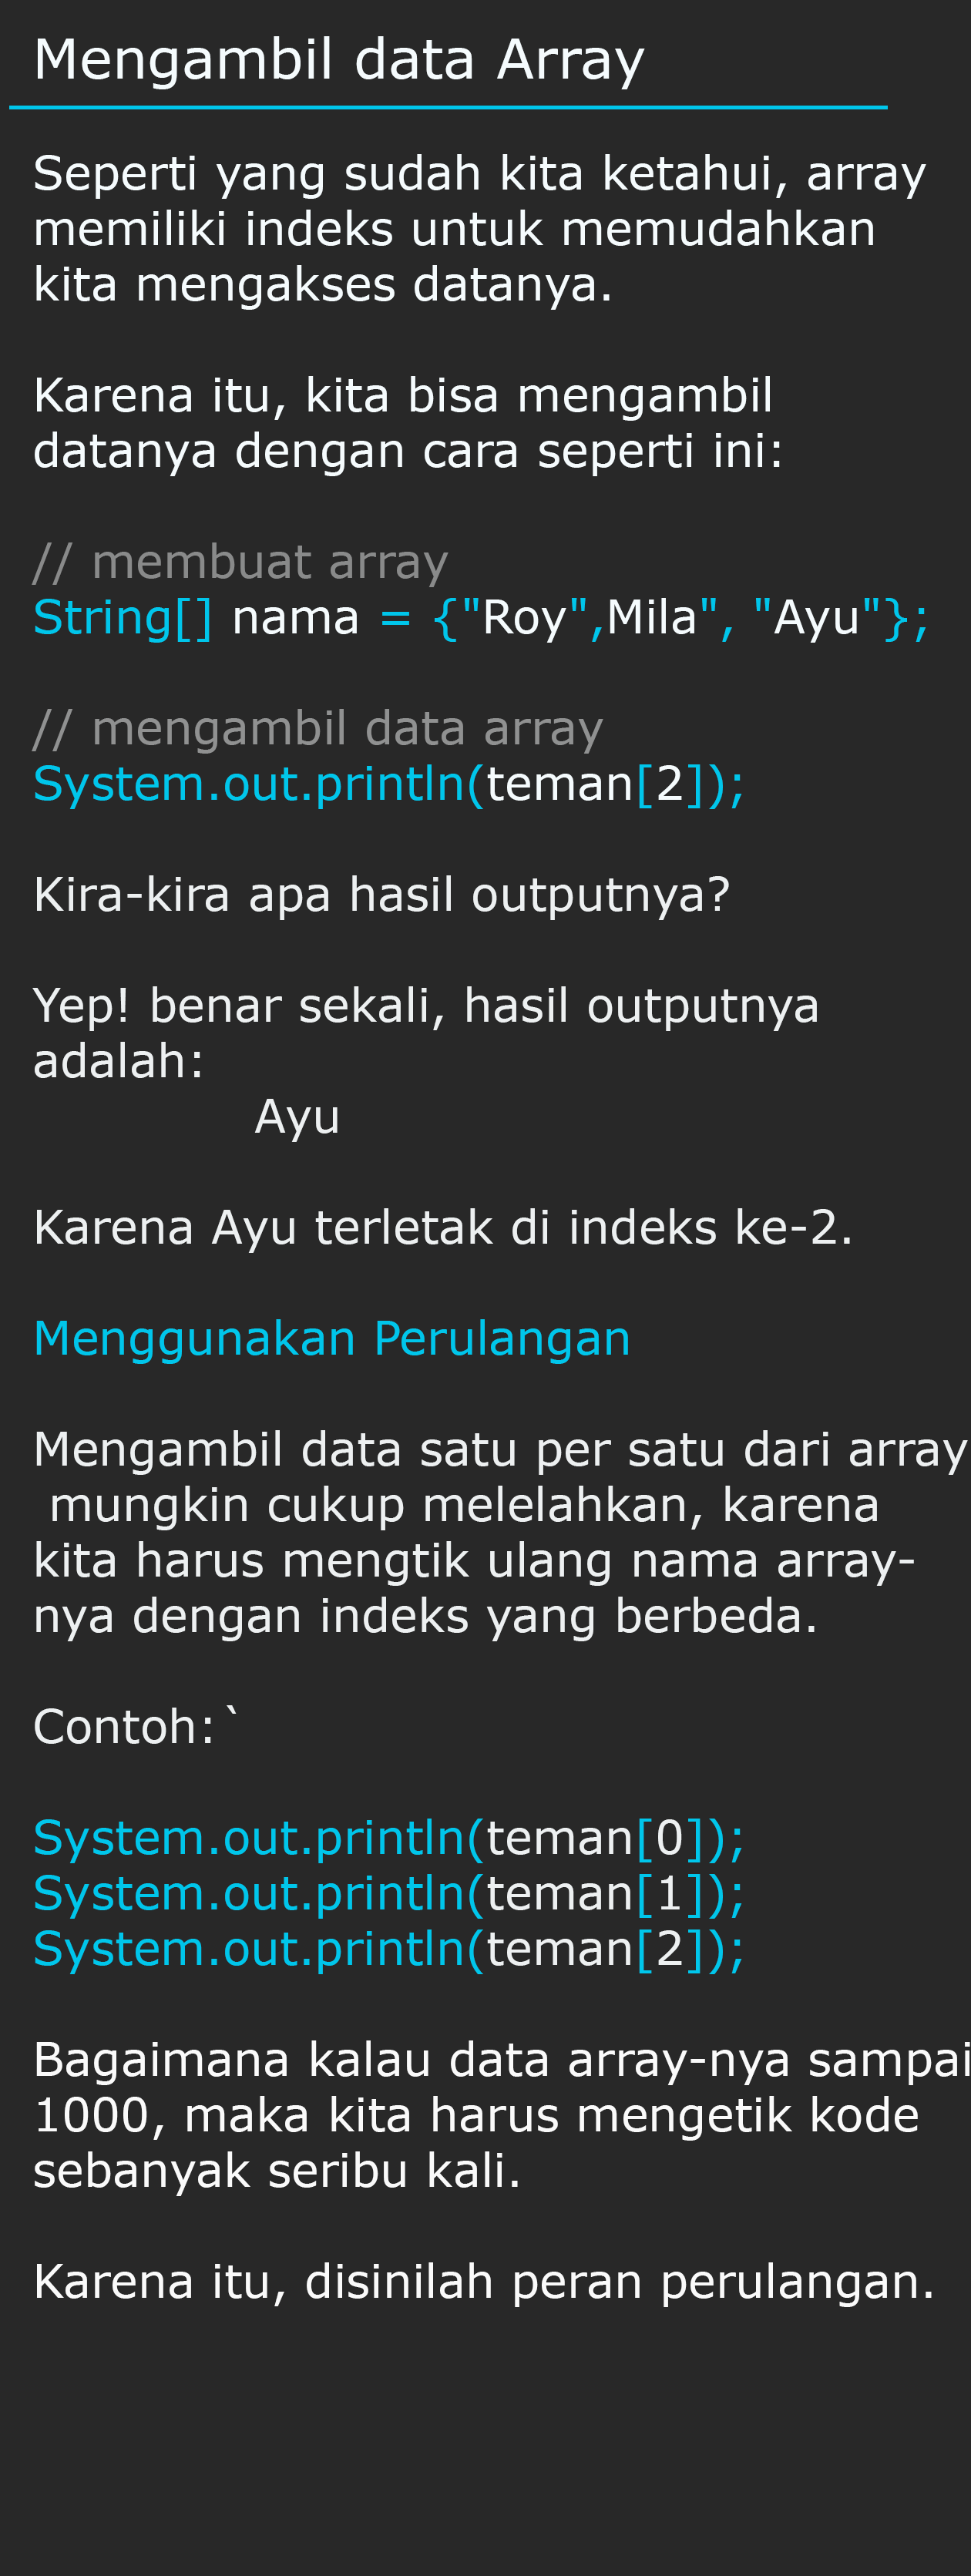 Mengambil data Array
Seperti yang sudah kita ketahui, array
memiliki indeks untuk memudahkan
kita mengakses datanya.
Karena itu, kita bisa mengambil
datanya dengan cara seperti ini:
// membuat array
String[] nama = {"Roy",Mila", "Ayu"};
// mengambil data array
System.out.println(teman[2]);
Kira-kira apa hasil outputnya?
Yep! benar sekali, hasil outputnya
adalah:
Ayu
Karena Ayu terletak di indeks ke-2.
Menggunakan Perulangan
Mengambil data satu per satu dari array
mungkin cukup melelahkan, karena
kita harus mengtik ulang nama array-
nya dengan indeks yang berbeda.
Contoh:`
System.out.println(teman[0]);
System.out.println(teman[1]);
System.out.println(teman[2]);
Bagaimana kalau data array-nya sampai
1000, maka kita harus mengetik kode
sebanyak seribu kali.
Karena itu, disinilah peran perulangan.